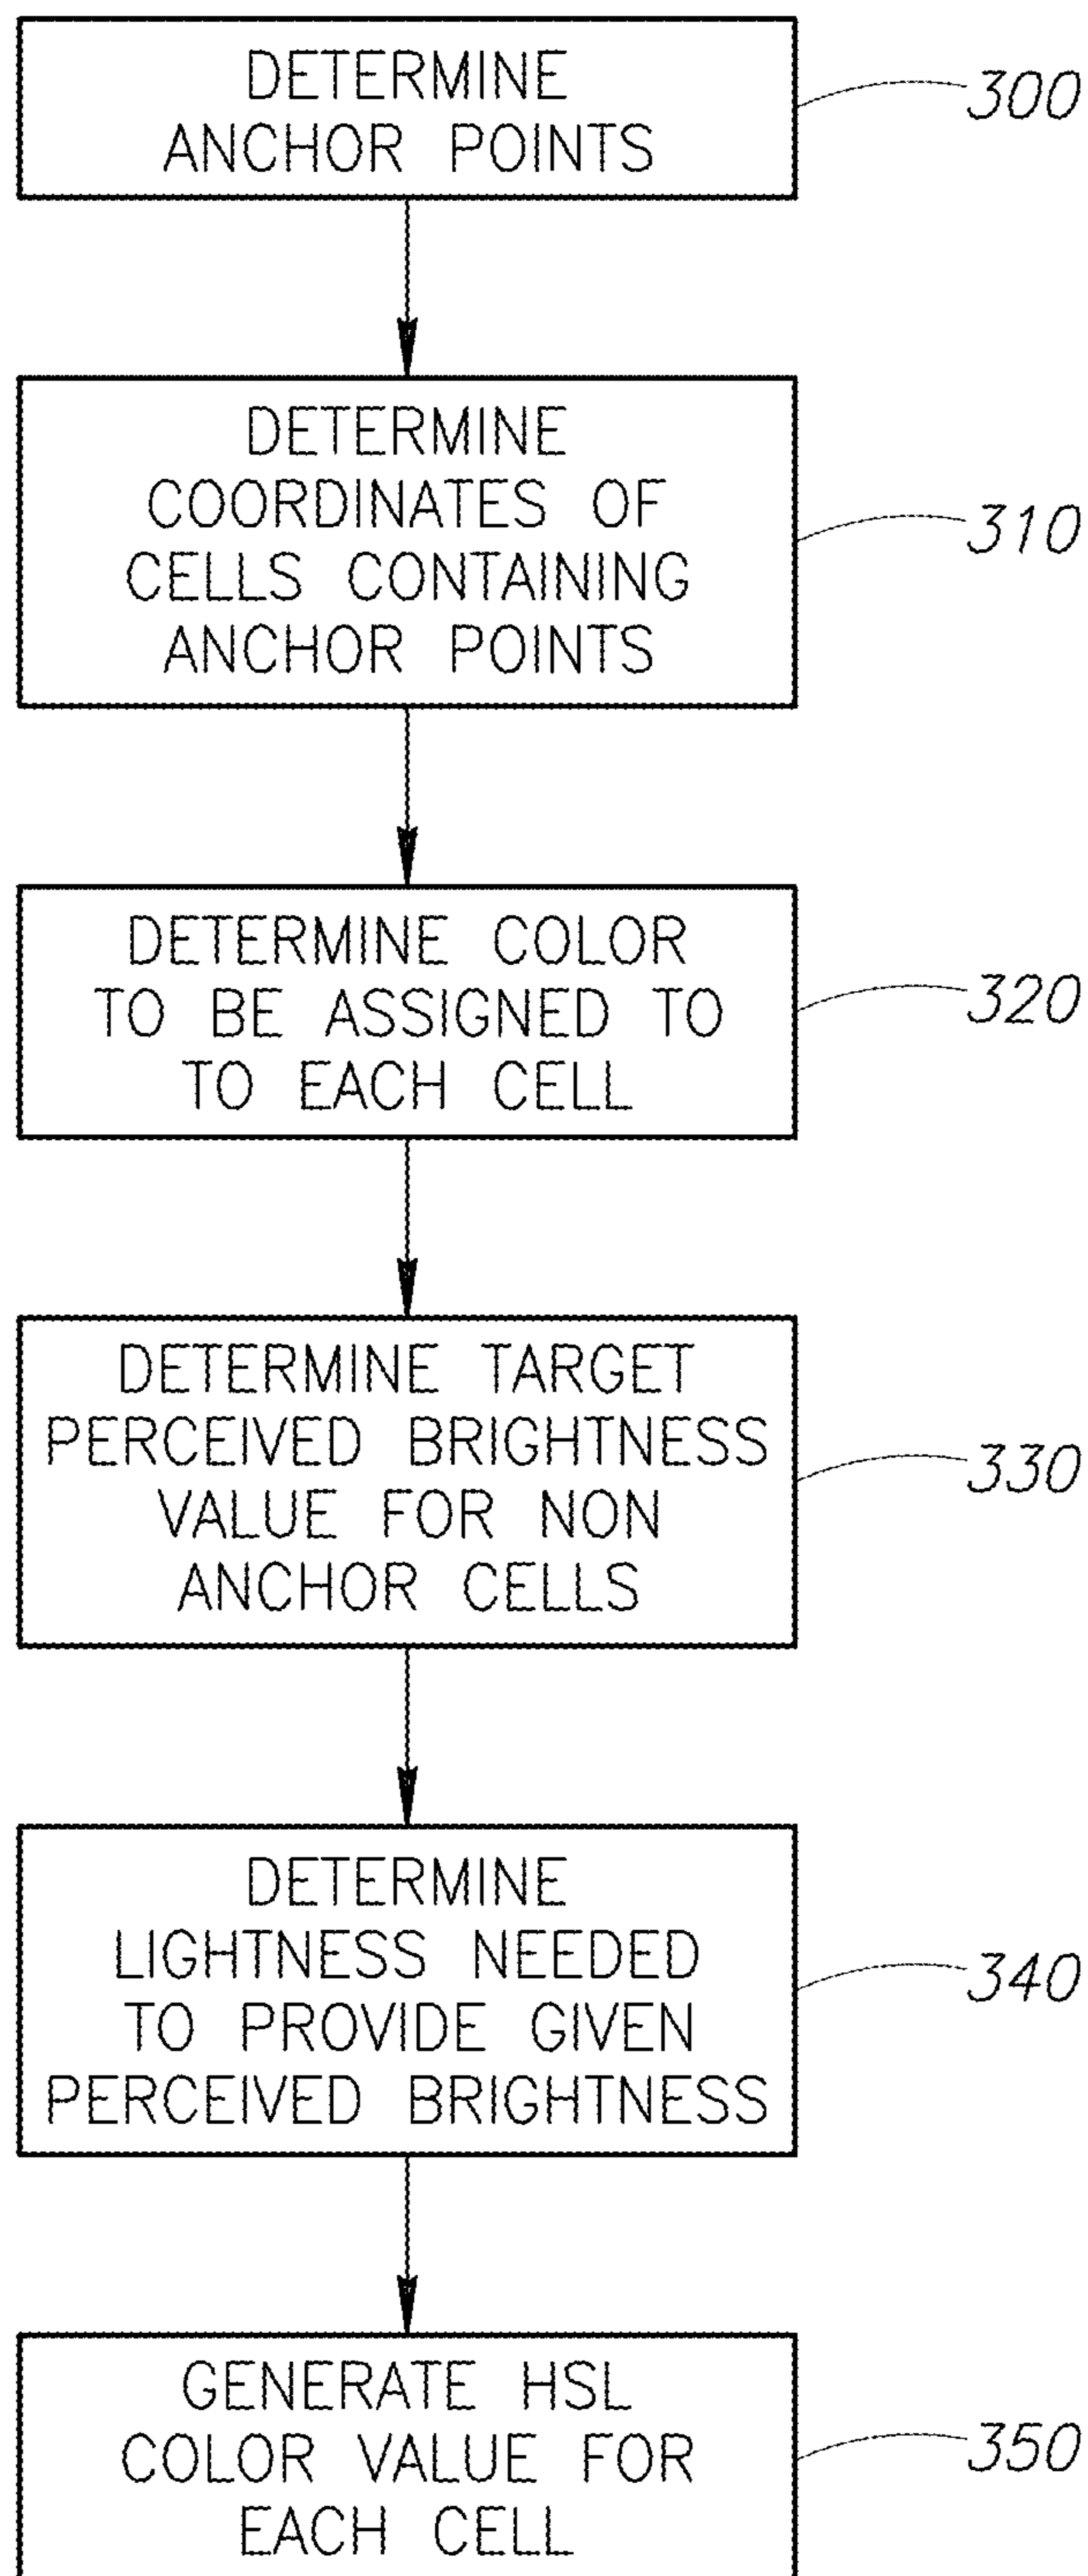 DETERMINE
ANCHOR POINTS
300
DETERMINE
COORDINATES OF
CELLS CONTAINING
ANCHOR POINTS
310
DETERMINE COLOR
TO BE ASSIGNED TO
TO EACH CELL
320
DETERMINE TARGET
PERCEIVED BRIGHTNESS
VALUE FOR NON
ANCHOR CELLS
330
DETERMINE
LIGHTNESS NEEDED
TO PROVIDE GIVEN
PERCEIVED BRIGHTNESS
340
GENERATE HSL
COLOR VALUE FOR
EACH CELL
350